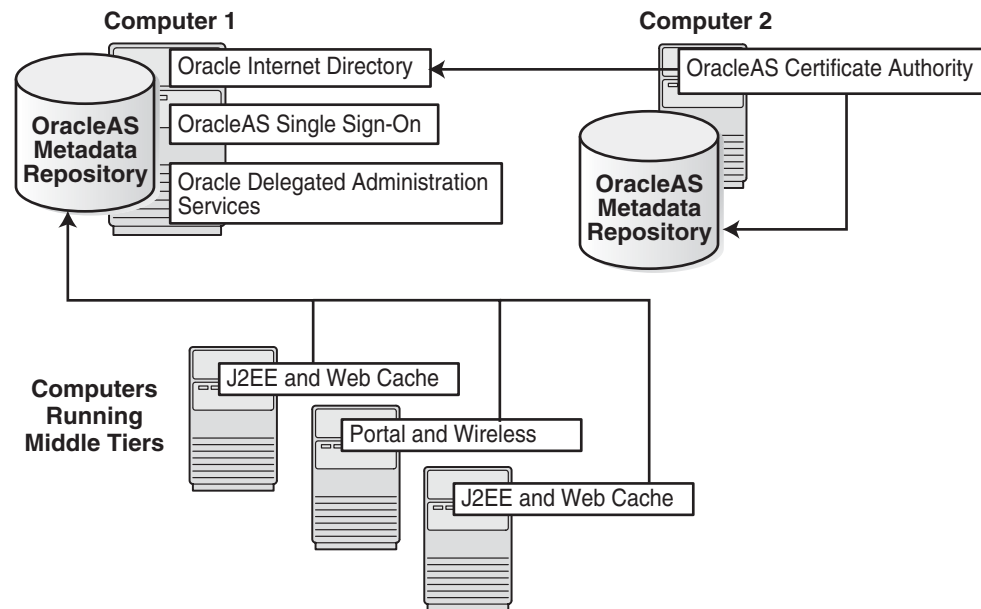 Computer 1
Computer 2
Oracle Internet Directory
OracleAS Certificate Authority
OracleAS Single Sign-On
OracleAS
Metadata
Repository
Oracle Delegated Administration
Services
OracleAS
Metadata
Repository
Computers
Running
Middle Tiers
J2EE and Web Cache
Portal and Wireless
J2EE and Web Cache